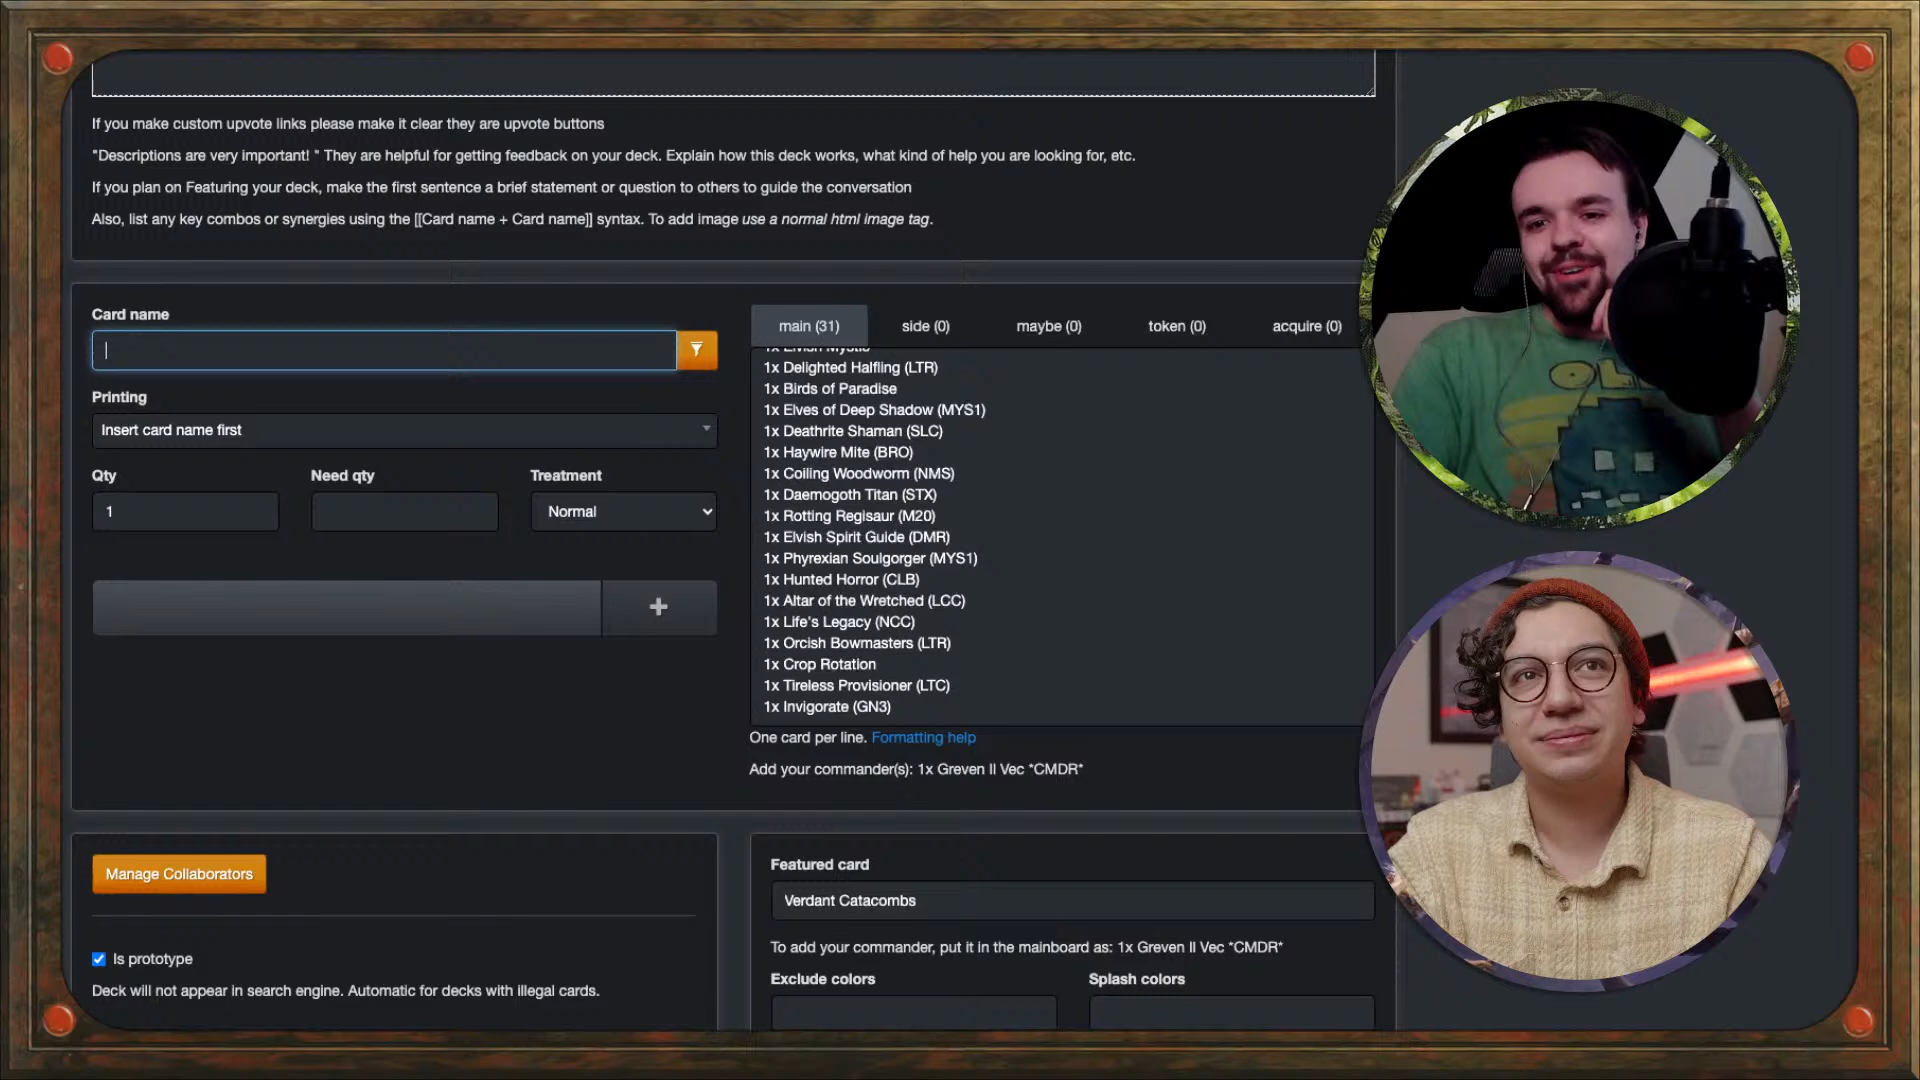 If you make custom upvote links please make it clear they are upvote buttons
"Descriptions are very important! " They are helpful for getting feedback on your deck. Explain how this deck works, what kind of help you are looking for, etc.
If you plan on Featuring your deck, make the first sentence a brief statement or question to others to guide the conversation
Also, list any key combos or synergies using the [[Card name + Card name]] syntax. To add image use a normal html image tag.
Card name
Printing
Insert card name first
Qty
Need qty
Treatment
1
Normal
+
main (31)
side (0)
maybe (0)
token (0)
acquire (0)
1x Elvish Mystic
1x Delighted Halfling (LTR)
1x Birds of Paradise
1x Elves of Deep Shadow (MYS1)
1x Deathrite Shaman (SLC)
1x Haywire Mite (BRO)
1x Coiling Woodworm (NMS)
1x Daemogoth Titan (STX)
1x Rotting Regisaur (M20)
1x Elvish Spirit Guide (DMR)
1x Phyrexian Soulgorger (MYS1)
1x Hunted Horror (CLB)
1x Altar of the Wretched (LCC)
1x Life's Legacy (NCC)
1x Orcish Bowmasters (LTR)
1x Crop Rotation
1x Tireless Provisioner (LTC)
1x Invigorate (GN3)
One card per line. Formatting help
Add your commander(s): 1x Greven Il Vec *CMDR*
Manage Collaborators
Is prototype
Deck will not appear in search engine. Automatic for decks with illegal cards.
Featured card
Verdant Catacombs
To add your commander, put it in the mainboard as: 1x Greven Il Vec *CMDR*
Exclude colors
Splash colors